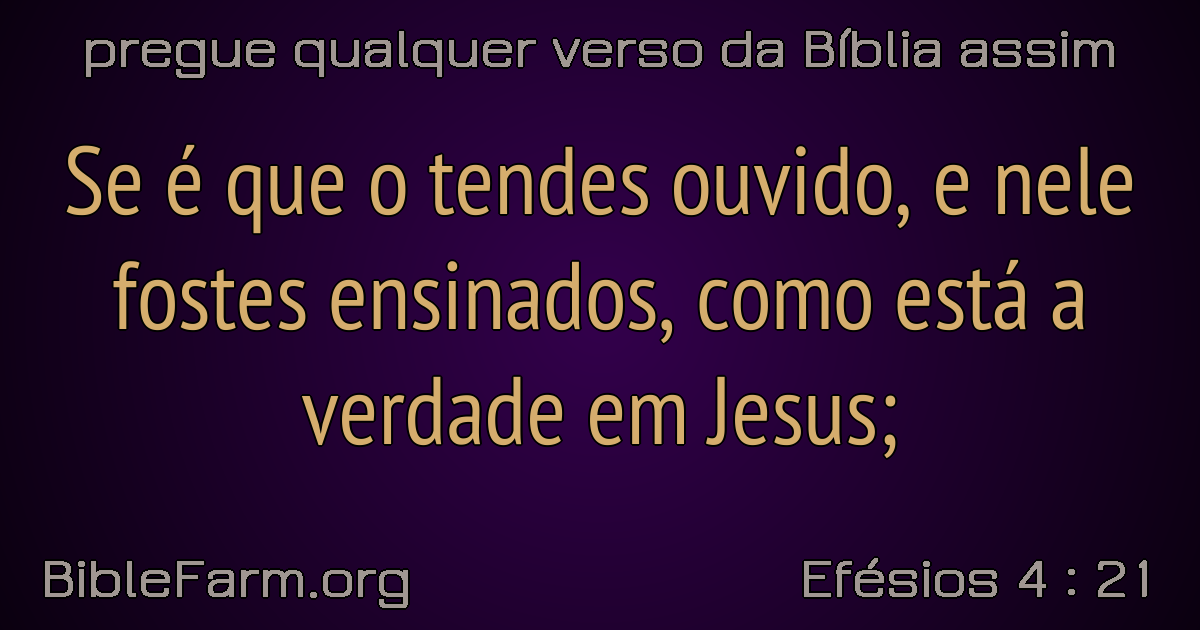 pregue qualquer verso da Bíblia assim
Se é que o tendes ouvido, e nele
fostes ensinados, como está a
verdade em Jesus;
BibleFarm.org
Efésios 4 : 21